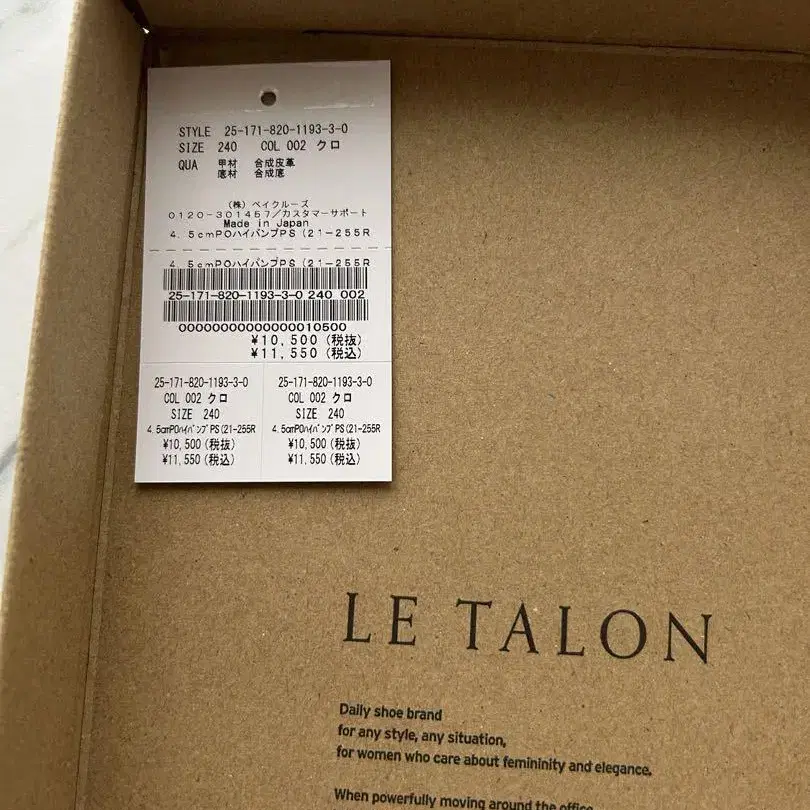 STYLE 25-171-820-1193-3-0
SIZE 240 COL 002 クロ
QUA 甲材 合成皮革
底材 合成底
(株) ベイクルーズ
0120-301457/カスタマーサポート
Made in Japan
4.5cmPOハイパンプPS(21-255R
4.5cmPOハイパンプPS(21-255R
25-171-820-1193-3-0 240 002
00000000000000010500
¥10,500(税抜)
¥11,550(税込)
25-171-820-1193-3-0
COL 002 クロ
SIZE 240
4.5cmPOハイパンプPS(21-255R
¥10,500(税抜)
¥11,550(税込)
25-171-820-1193-3-0
COL 002 クロ
SIZE 240
4.5cmPOハイパンプPS(21-255R
¥10,500(税抜)
¥11,550(税込)
LE TALON
Daily shoe brand
for any style, any situation,
for women who care about femininity and elegance.
When powerfully moving around the office